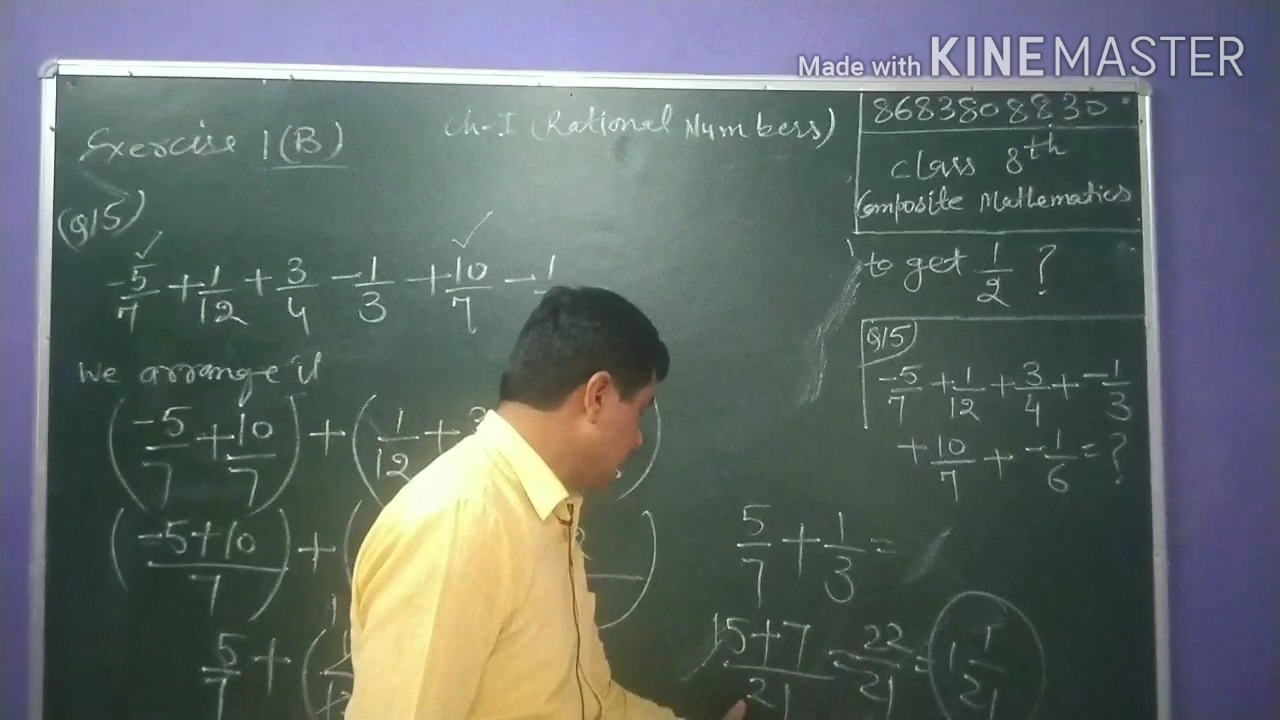 Made with KINEMASTER
Exercise 1(B)
Ch-I (Rational Numbers)
8683808830
class 8th
Composite Mathematics
to get 1/2 ?
Q15)
-5/7 + 1/12 + 3/4 - 1/3 + 10/7 - 1
We arrange it
(-5/7 + 10/7) + (1/12 + 3
(-5+10/7) + (
5/7 + (
Q15)
-5/7 + 1/12 + 3/4 + -1/3
+ 10/7 + -1/6 = ?
5/7 + 1/3 =
15+7/21 = 22/21 = 1 1/21